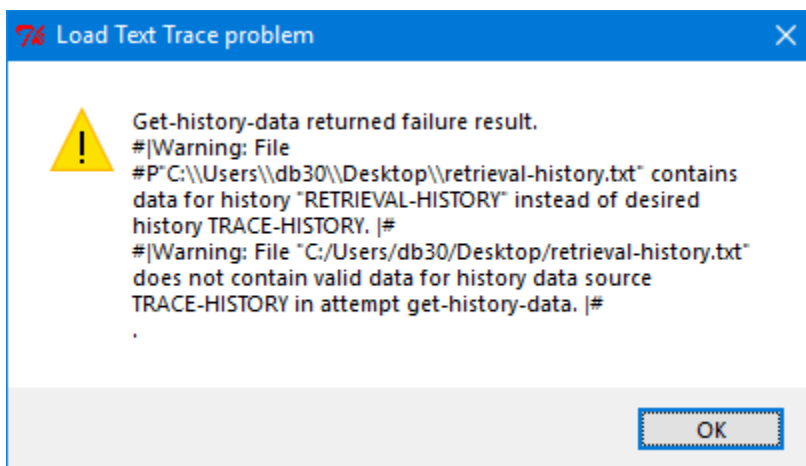 Load Text Trace problem
Get-history-data returned failure result.
#|Warning: File
#P"C:\\Users\\db30\\Desktop\\retrieval-history.txt" contains
data for history "RETRIEVAL-HISTORY" instead of desired
history TRACE-HISTORY. |#
#|Warning: File "C:/Users/db30/Desktop/retrieval-history.txt"
does not contain valid data for history data source
TRACE-HISTORY in attempt get-history-data. |#
.
OK